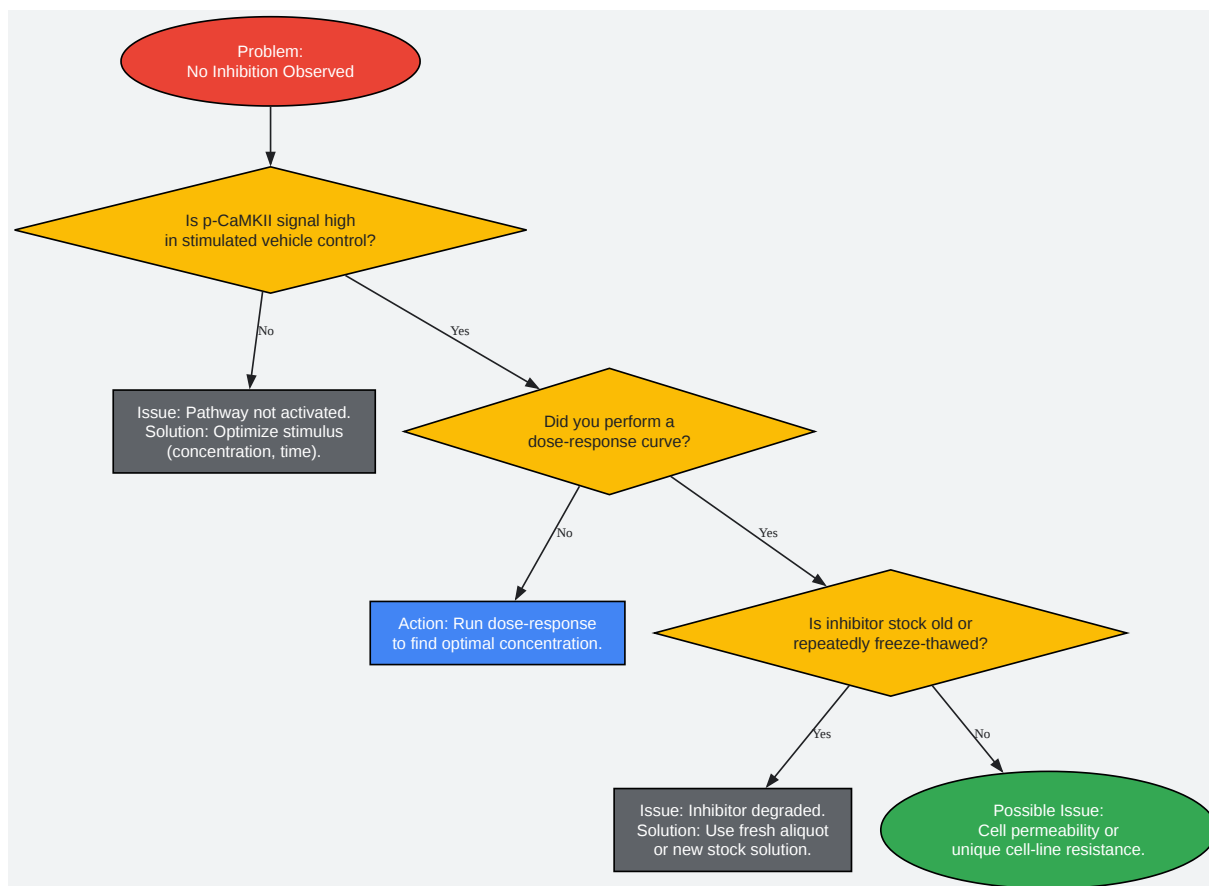 Problem:
No Inhibition Observed
Is p-CaMKII signal high
in stimulated vehicle control?
No
Yes
Issue: Pathway not activated.
Solution: Optimize stimulus
(concentration, time).
Did you perform a
dose-response curve?
No
Yes
Action: Run dose-response
to find optimal concentration.
Is inhibitor stock old or
repeatedly freeze-thawed?
Yes
No
Issue: Inhibitor degraded.
Solution: Use fresh aliquot
or new stock solution.
Possible Issue:
Cell permeability or
unique cell-line resistance.